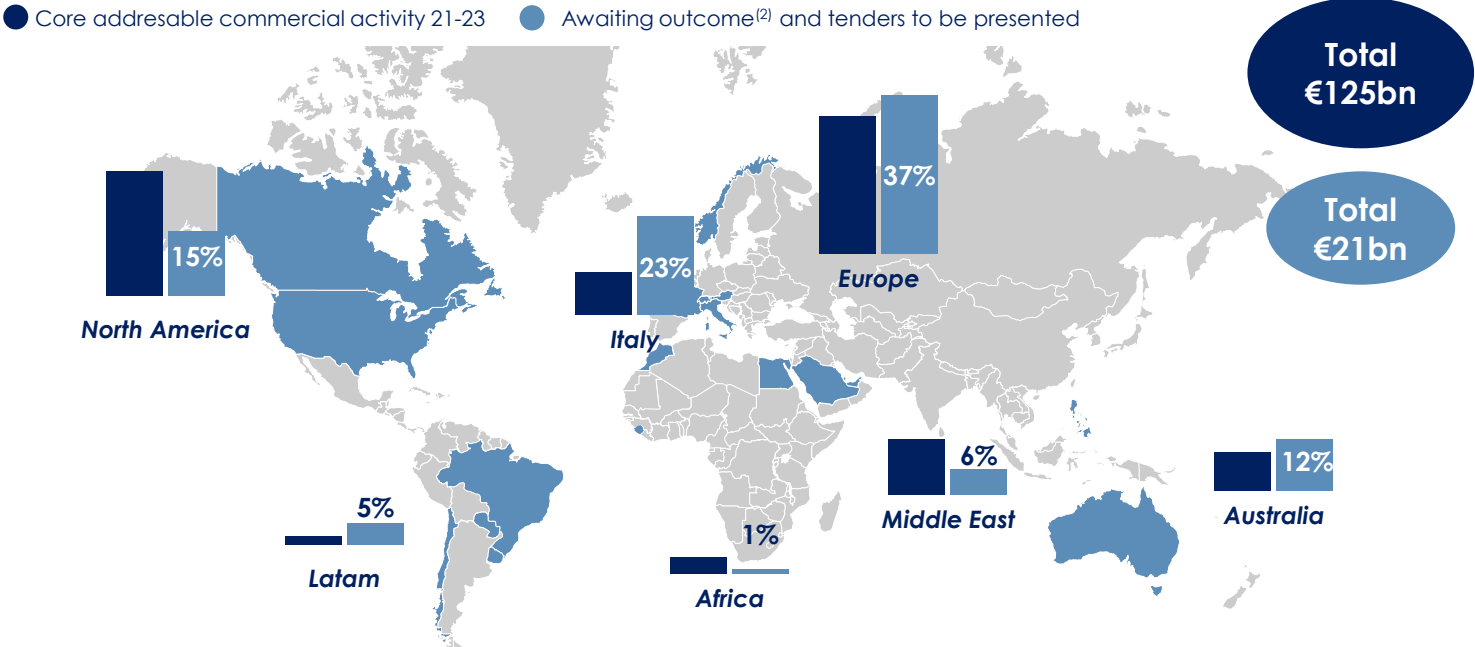 Core addresable commercial activity 21-23
Awaiting outcome(2) and tenders to be presented
Total
€125bn
Total
€21bn
37%
Europe
15%
North America
23%
Italy
6%
Middle East
12%
Australia
5%
Latam
1%
Africa